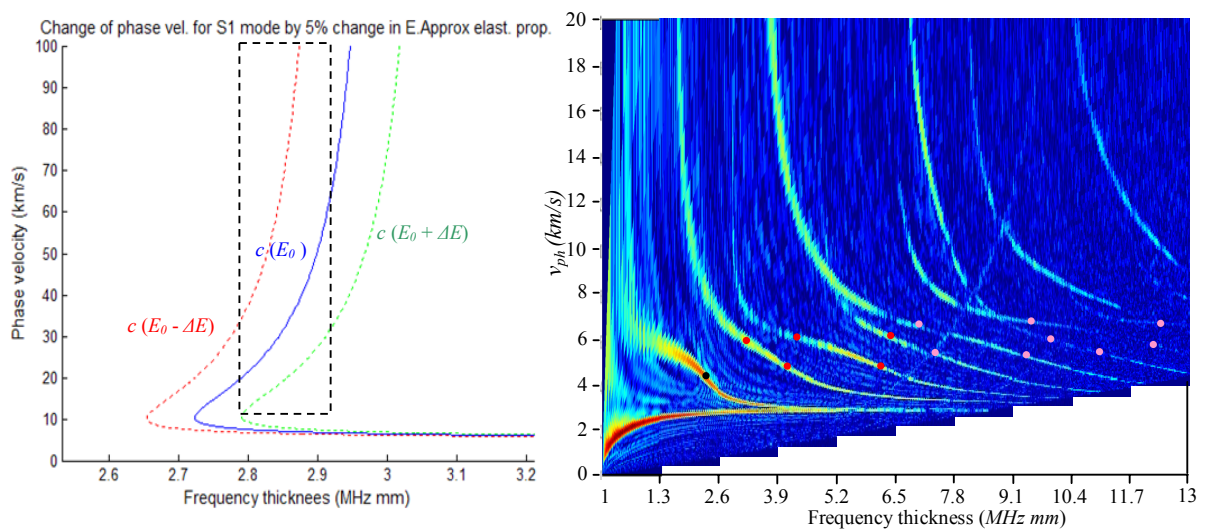 Change of phase vel. for S1 mode by 5% change in E.Approx elast. prop.
100
90
80
70
60
50
40
30
20
10
0
Phase velocity (km/s)
c (E0 )
c (E0 + ΔE)
c (E0 - ΔE)
2.6 2.7 2.8 2.9 3 3.1 3.2
Frequency thicknees (MHz mm)
20
18
16
14
12
10
8
6
4
2
0
vph (km/s)
1 1.3 2.6 3.9 5.2 6.5 7.8 9.1 10.4 11.7 13
Frequency thickness (MHz mm)